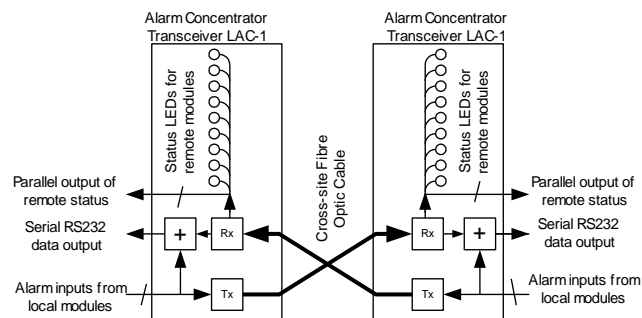 Alarm Concentrator
Transceiver LAC-1
Alarm Concentrator
Transceiver LAC-1
Status LEDs for
remote modules
Cross-site Fibre
Optic Cable
Status LEDs for
remote modules
Parallel output of
remote status
Parallel output of
remote status
Serial RS232
data output
+
Rx
Rx
+
Serial RS232
data output
Alarm inputs from
local modules
Tx
Tx
Alarm inputs from
local modules